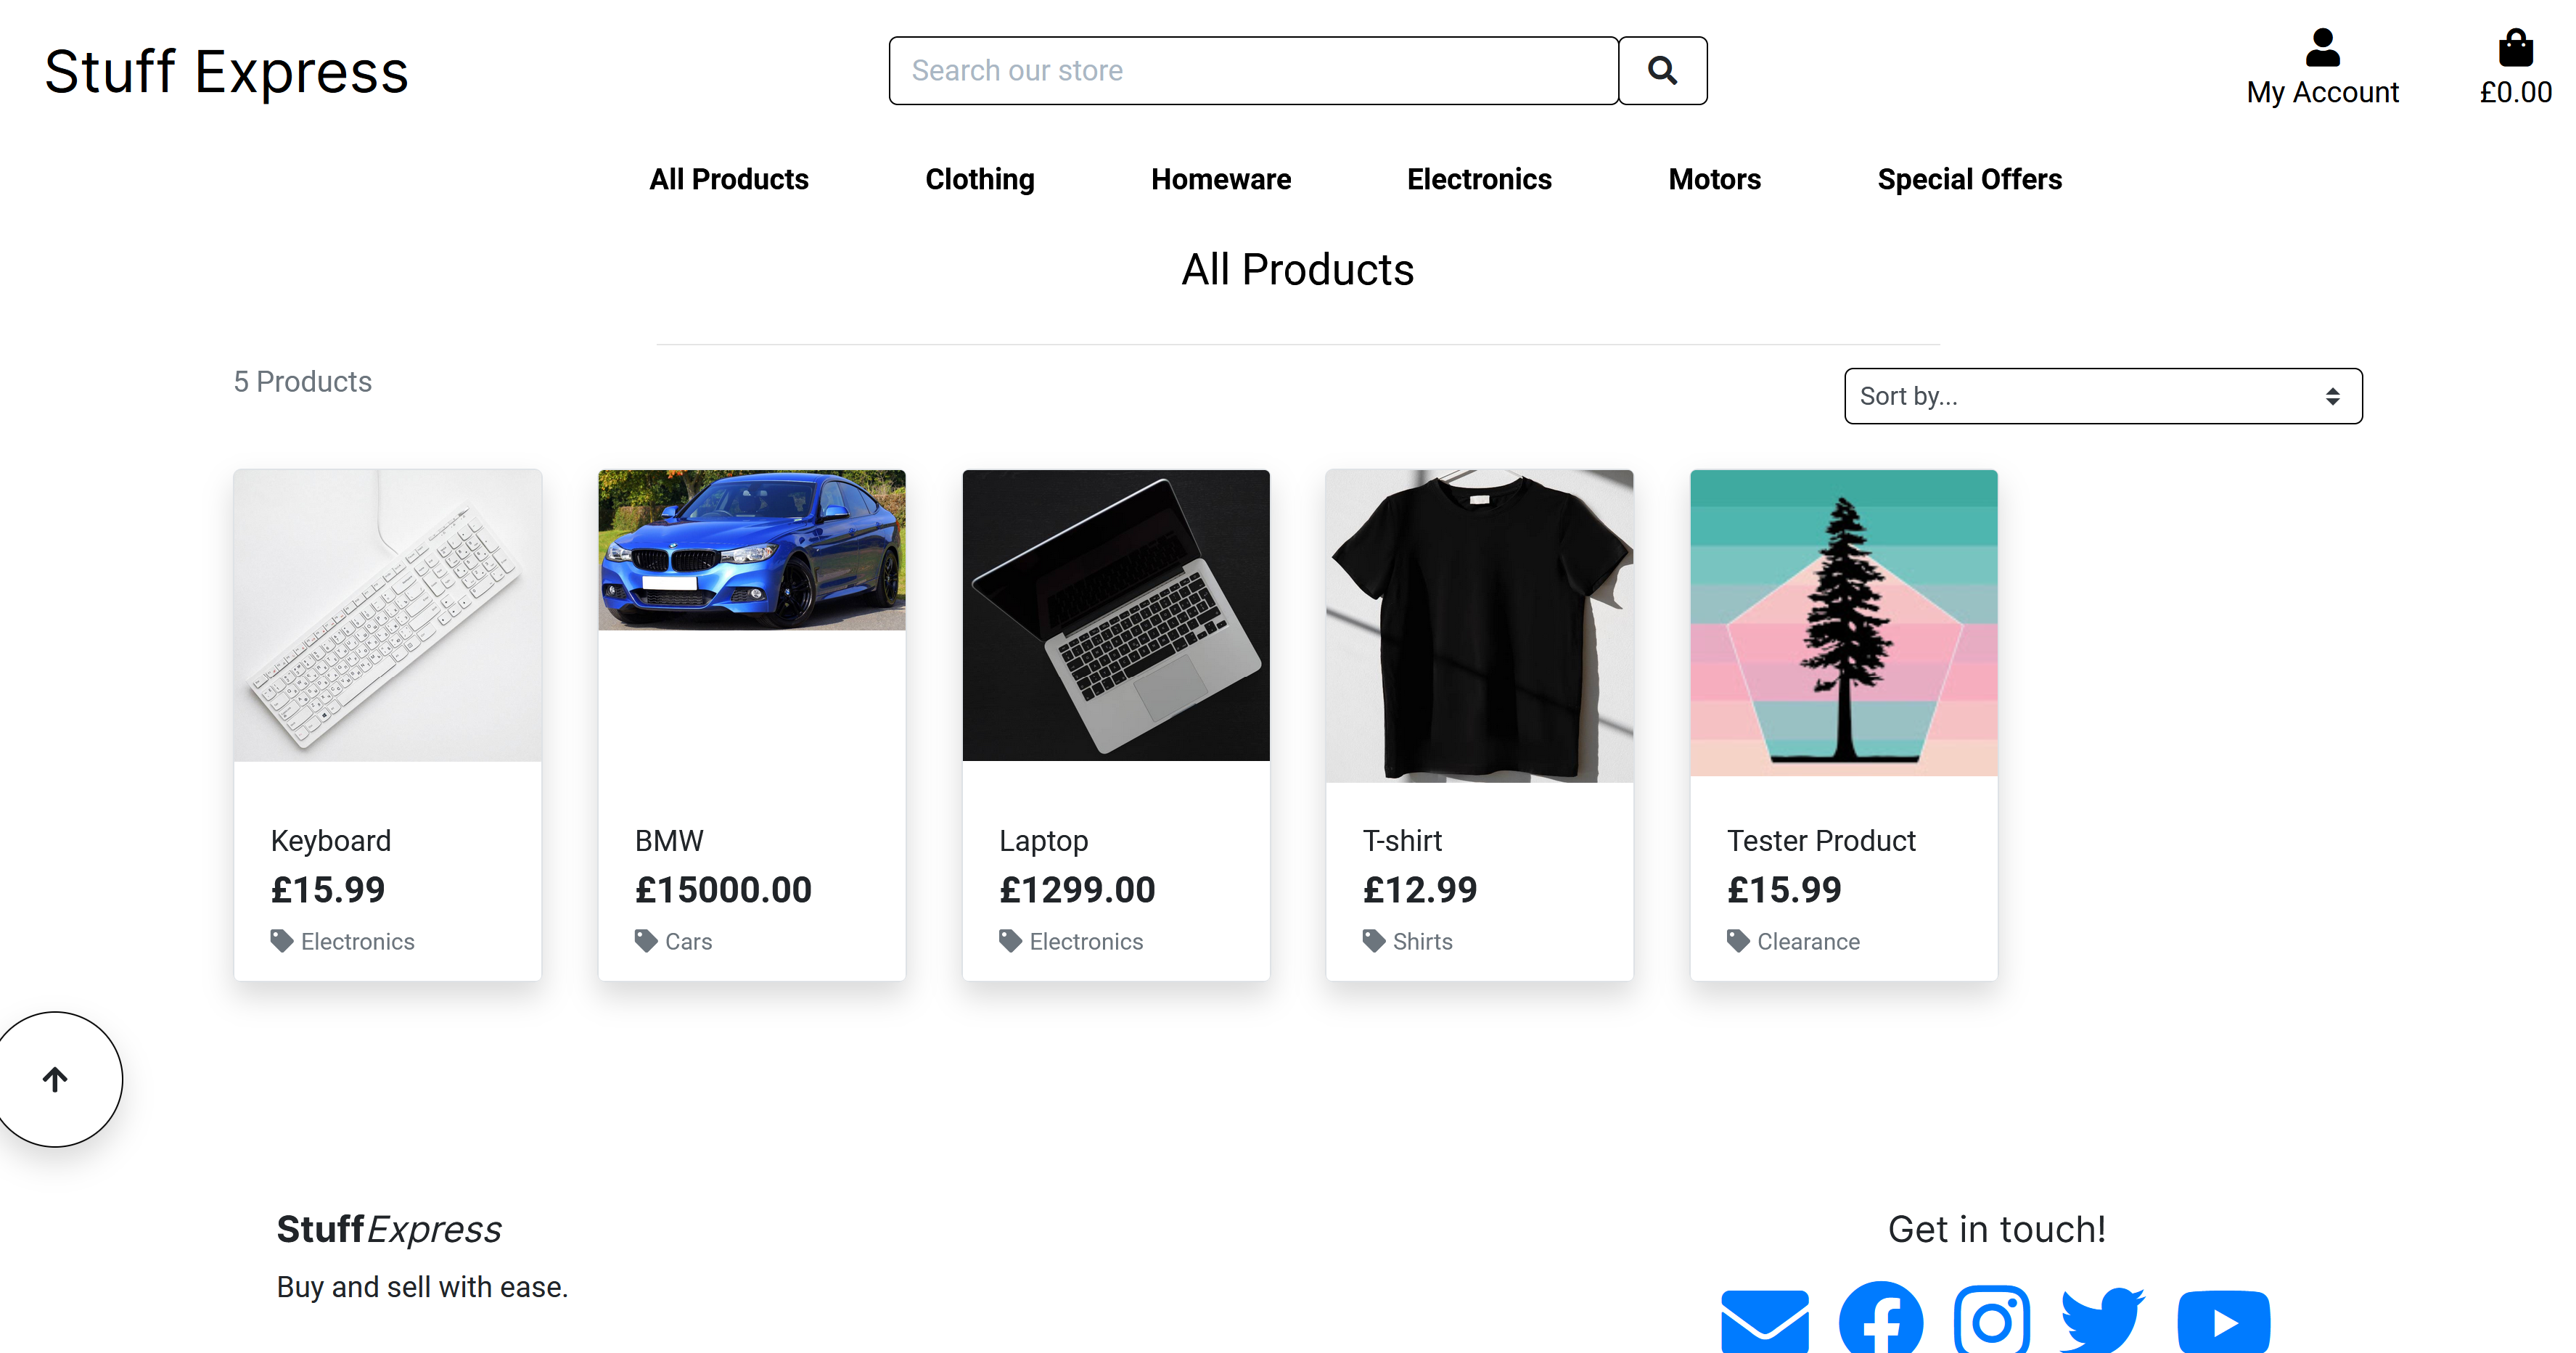 Stuff Express
Search our store
My Account
£0.00
All Products
Clothing
Homeware
Electronics
Motors
Special Offers
All Products
5 Products
Sort by...
Keyboard
£15.99
Electronics
BMW
£15000.00
Cars
Laptop
£1299.00
Electronics
T-shirt
£12.99
Shirts
Tester Product
£15.99
Clearance
StuffExpress
Buy and sell with ease.
Get in touch!